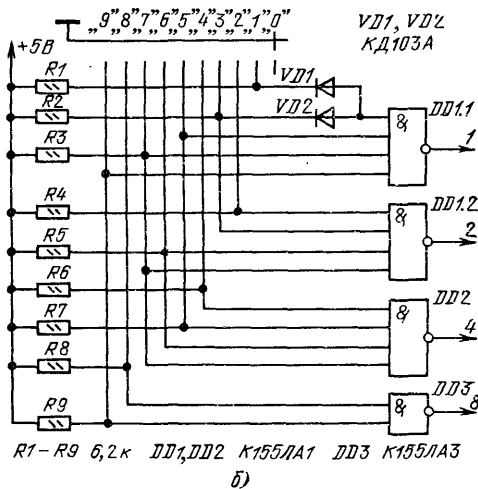 „9” „8” „7” „6” „5” „4” „3” „2” „1” „0”
VD1, VD2
КД103А
+5В
R1
VD1
R2
VD2
&
DD1.1
1
R3
R4
&
DD1.2
2
R5
R6
R7
&
DD2
4
R8
&
DD3
8
R9
R1 – R9 6,2к DD1, DD2 К155ЛА1 DD3 К155ЛА3
б)